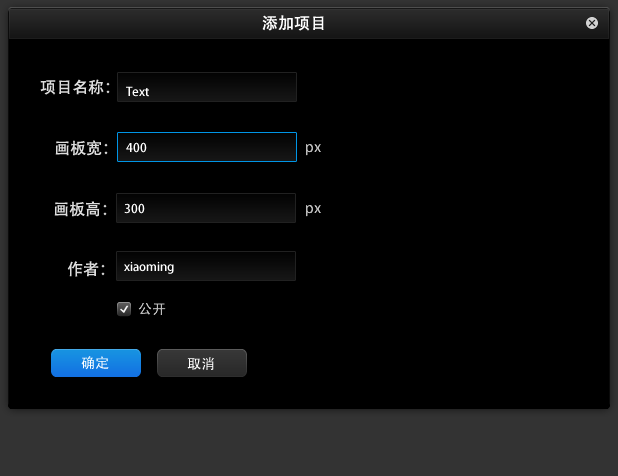 添加项目
项目名称: Text
画板宽: 400 px
画板高: 300 px
作者: xiaoming
公开
确定 取消